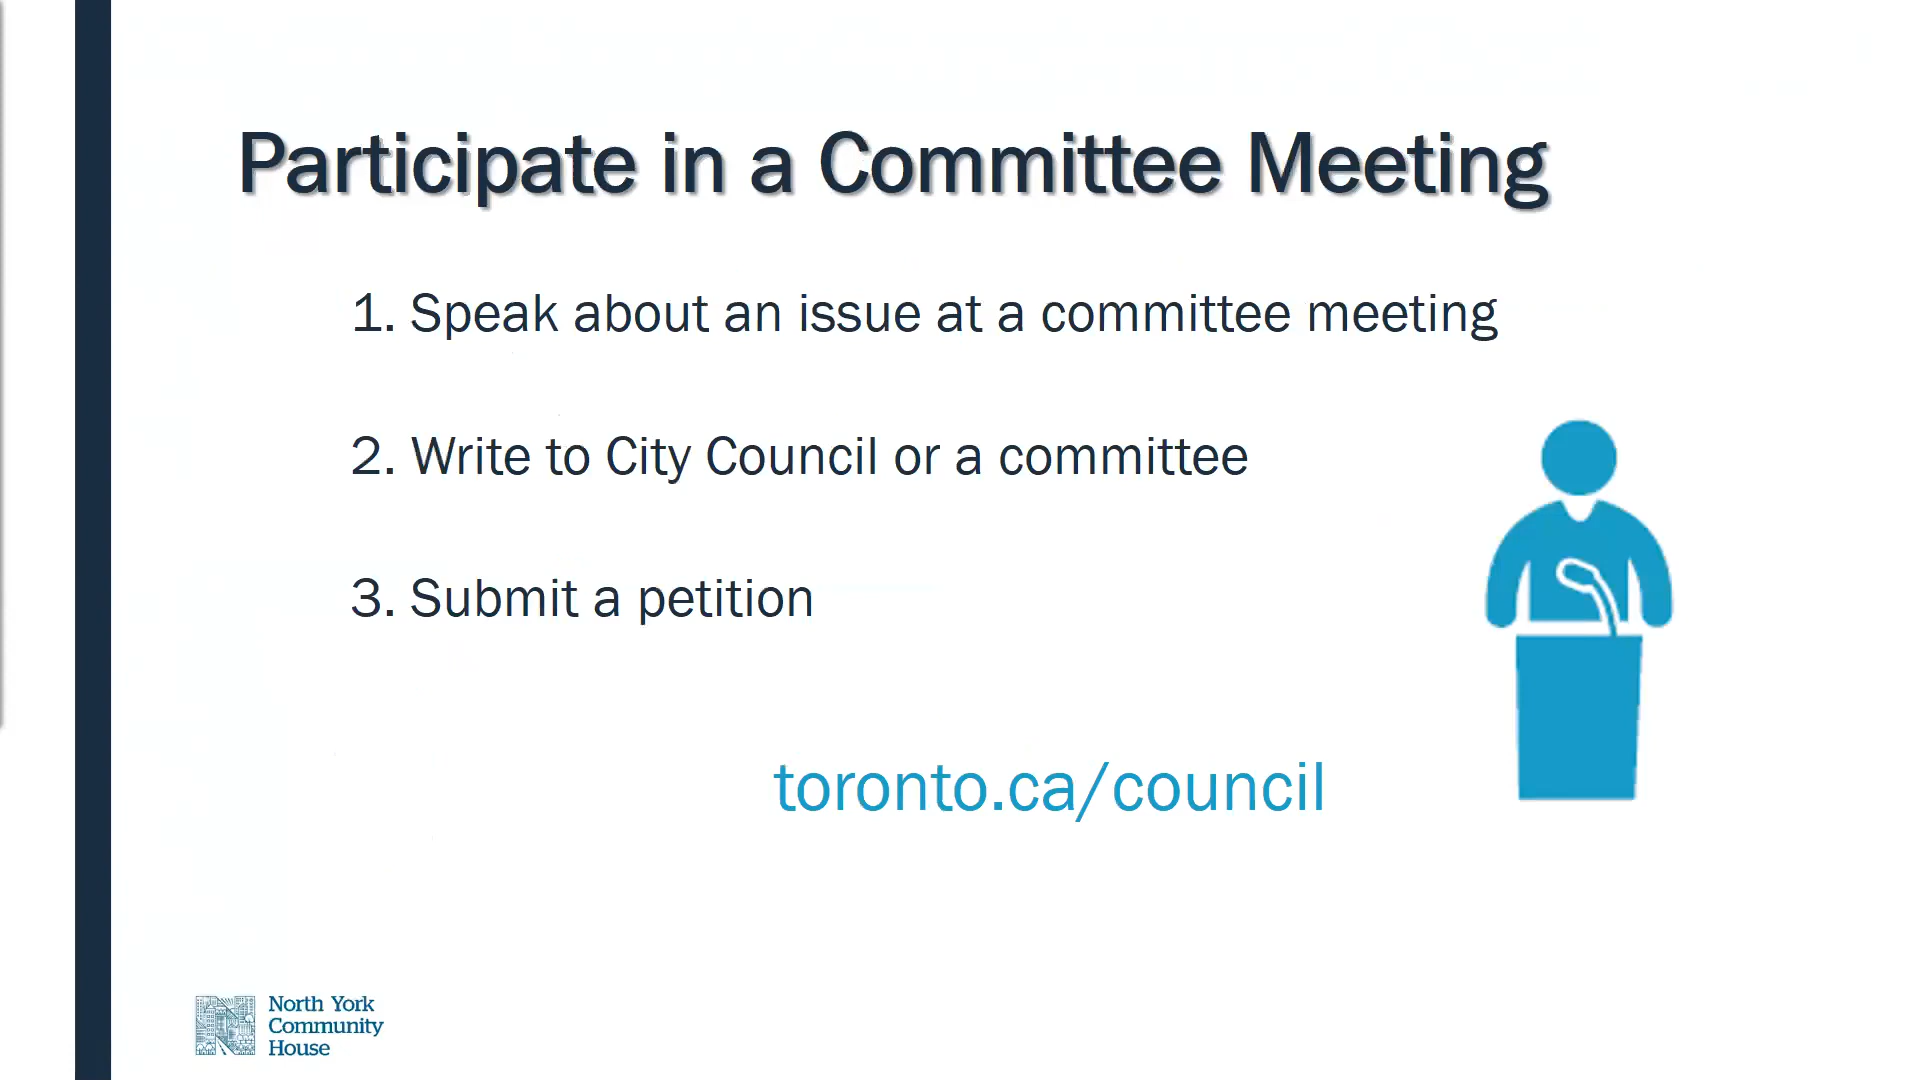 Participate in a Committee Meeting
1. Speak about an issue at a committee meeting
2. Write to City Council or a committee
3. Submit a petition
toronto.ca/council
North York
Community
House